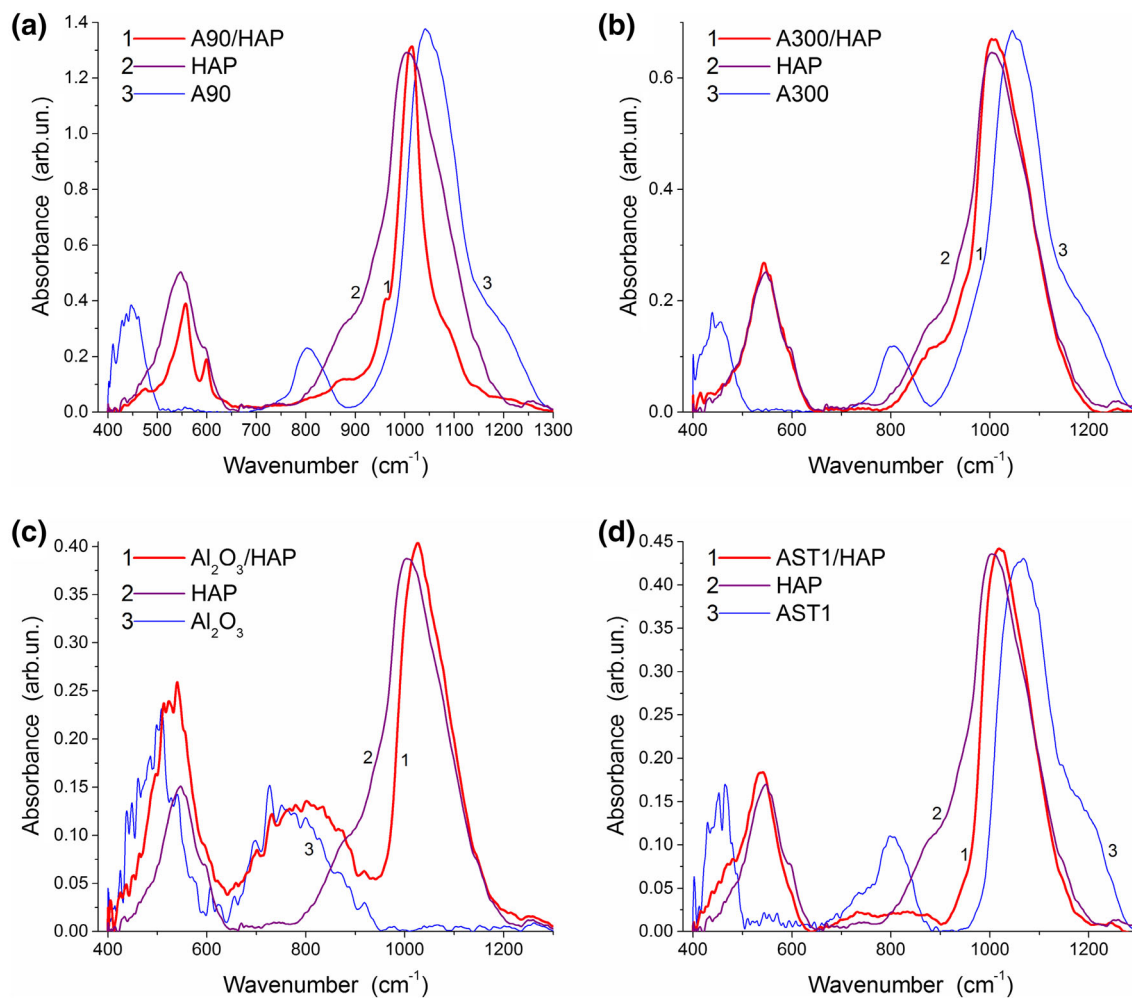 (a)
1 A90/HAP
2 HAP
3 A90
1.4
1.2
1.0
0.8
0.6
0.4
0.2
0.0
Absorbance (arb.un.)
2
1
3
400 500 600 700 800 900 1000 1100 1200 1300
Wavenumber (cm⁻¹)
(b)
1 A300/HAP
2 HAP
3 A300
0.6
0.4
0.2
0.0
Absorbance (arb.un.)
2
1
3
400 600 800 1000 1200
Wavenumber (cm⁻¹)
(c)
1 Al₂O₃/HAP
2 HAP
3 Al₂O₃
0.40
0.35
0.30
0.25
0.20
0.15
0.10
0.05
0.00
Absorbance (arb.un.)
2
1
3
400 600 800 1000 1200
Wavenumber (cm⁻¹)
(d)
1 AST1/HAP
2 HAP
3 AST1
0.45
0.40
0.35
0.30
0.25
0.20
0.15
0.10
0.05
0.00
Absorbance (arb.un.)
2
1
3
400 600 800 1000 1200
Wavenumber (cm⁻¹)